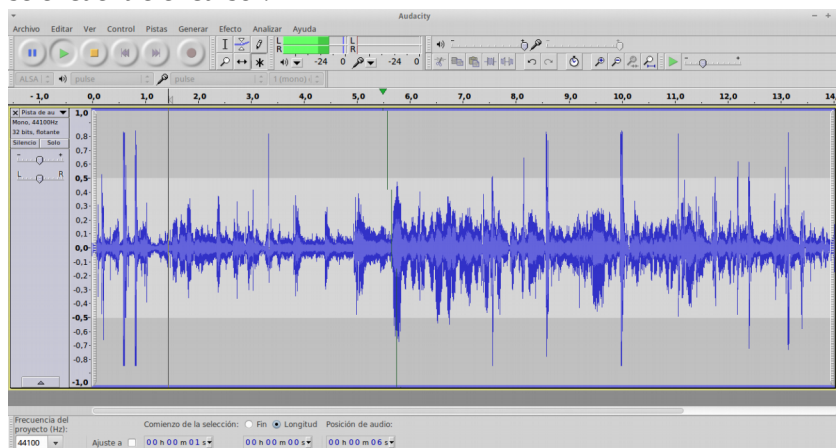 Audacity
Archivo Editar Ver Control Pistas Generar Efecto Analizar Ayuda
L R
L R
-24 0 -24 0
ALSA pulse pulse 1 (mono)
- 1,0 0,0 1,0 2,0 3,0 4,0 5,0 6,0 7,0 8,0 9,0 10,0 11,0 12,0 13,0 14,
X Pista de au 1,0
Mono, 44100Hz
32 bits, flotante
Silencio Solo
- +
L R
0,8
0,7
0,6
0,5
0,4
0,3
0,2
0,1
0,0
-0,1
-0,2
-0,3
-0,4
-0,5
-0,6
-0,7
-0,8
-1,0
Frecuencia del
proyecto (Hz):
Comienzo de la selección: Fin Longitud Posición de audio:
44100 Ajuste a 00 h 00 m 01 s 00 h 00 m 00 s 00 h 00 m 06 s